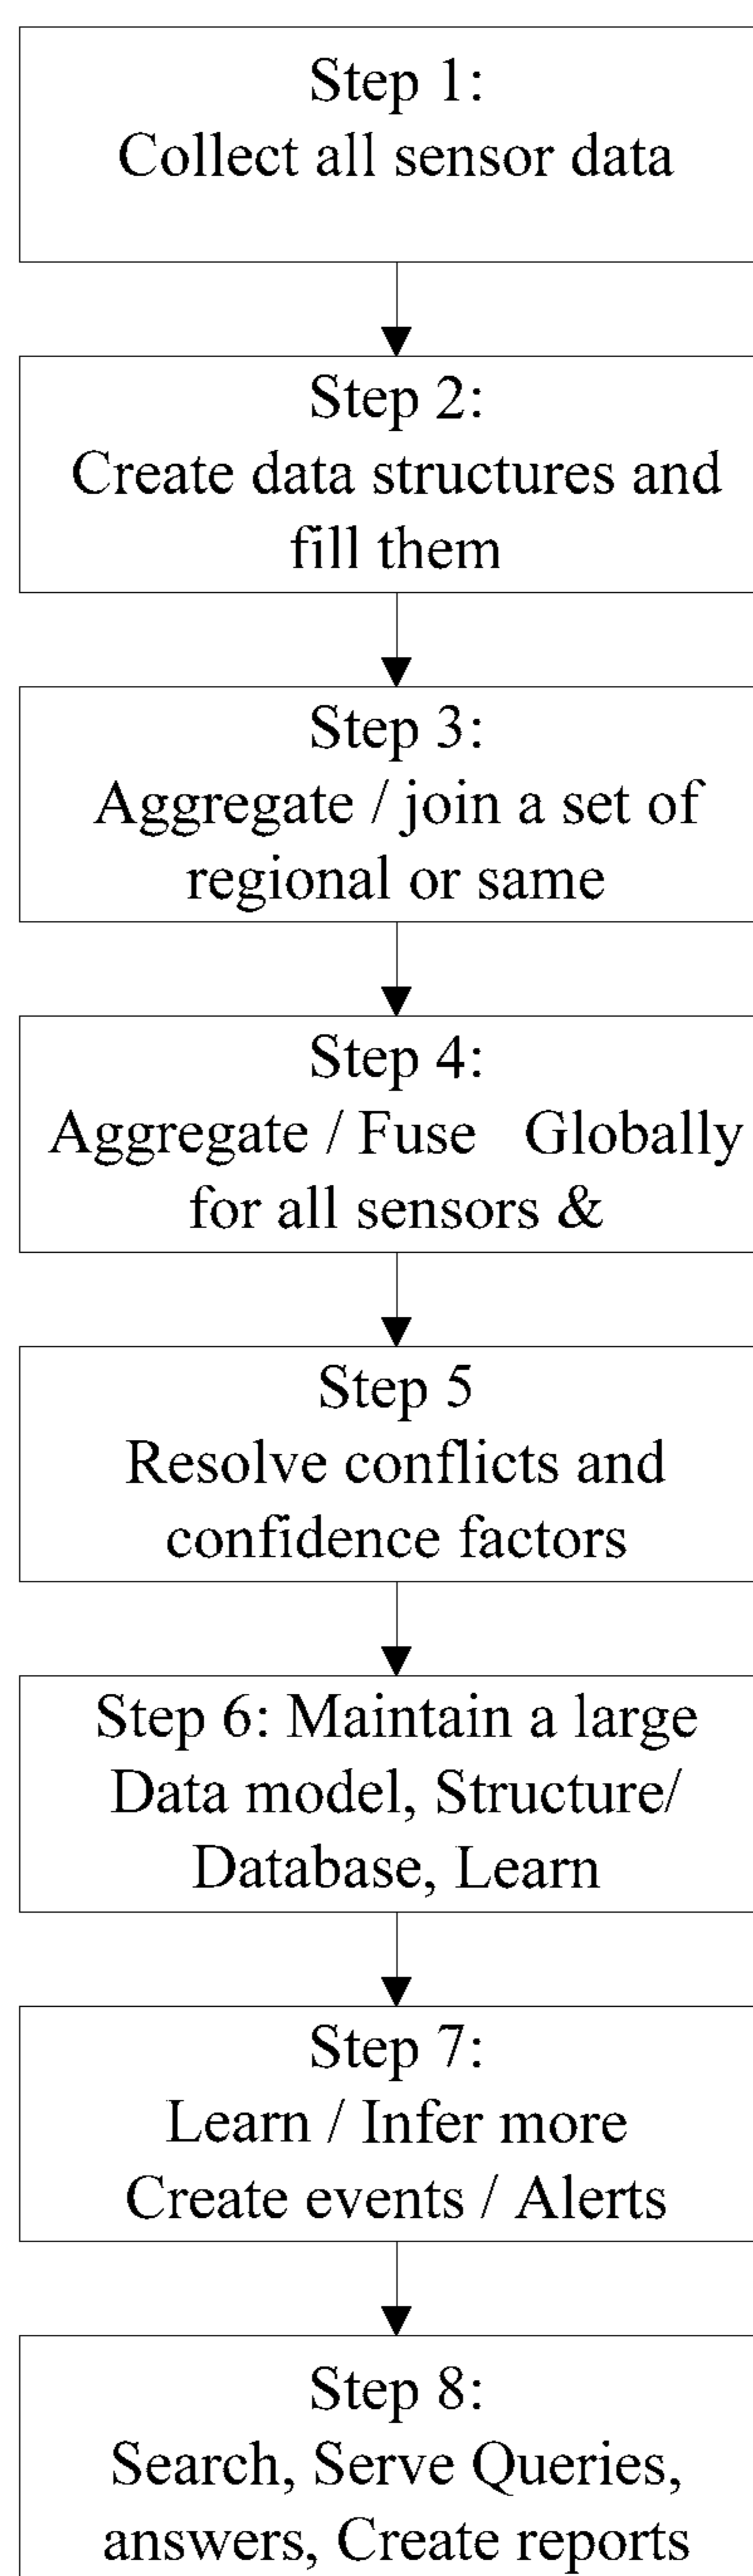 Step 1:
Collect all sensor data
Step 2:
Create data structures and
fill them
Step 3:
Aggregate / join a set of
regional or same
Step 4:
Aggregate / Fuse   Globally
for all sensors &
Step 5
Resolve conflicts and
confidence factors
Step 6: Maintain a large
Data model, Structure/
Database, Learn
Step 7:
Learn / Infer more
Create events / Alerts
Step 8:
Search, Serve Queries,
answers, Create reports